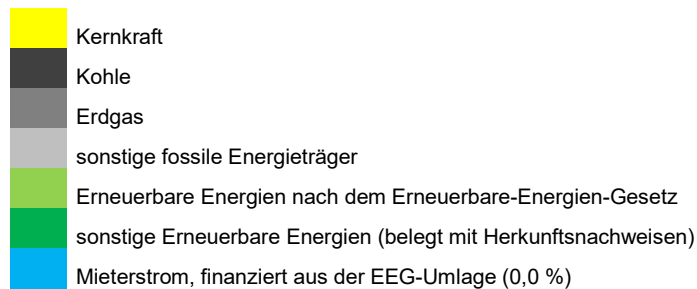 Kernkraft
Kohle
Erdgas
sonstige fossile Energieträger
Erneuerbare Energien nach dem Erneuerbare-Energien-Gesetz
sonstige Erneuerbare Energien (belegt mit Herkunftsnachweisen)
Mieterstrom, finanziert aus der EEG-Umlage (0,0 %)